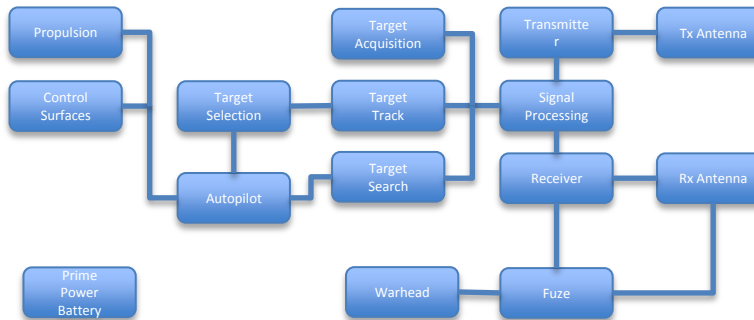 Propulsion
Target
Acquisition
Transmitte
r
Tx Antenna
Control
Surfaces
Target
Selection
Target
Track
Signal
Processing
Autopilot
Target
Search
Receiver
Rx Antenna
Prime
Power
Battery
Warhead
Fuze